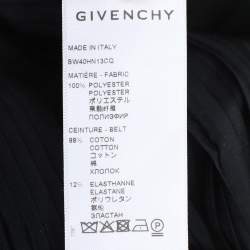 GIVENCHY
MADE IN ITALY
BW40HN13CQ
MATIÈRE - FABRIC
100% POLYESTER
POLYESTER
ポリエステル
聚酯纖維
ПОЛИЭФИР
CEINTURE - BELT
88% COTON
COTTON
コットン
棉
ХЛОПОК
12% ELASTHANNE
ELASTANE
ポリウレタン
氨纶
ЭЛАСТАН